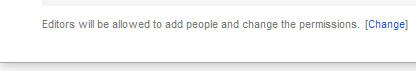 Editors will be allowed to add people and change the permissions. [Change]